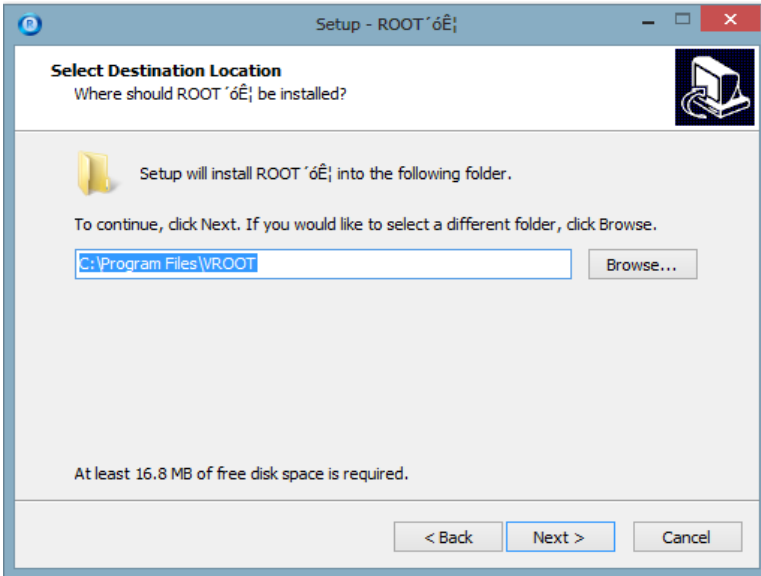 Setup - ROOT´óÊ¦
Select Destination Location
Where should ROOT´óÊ¦ be installed?
Setup will install ROOT´óÊ¦ into the following folder.
To continue, click Next. If you would like to select a different folder, click Browse.
C:\Program Files\VROOT
Browse...
At least 16.8 MB of free disk space is required.
< Back
Next >
Cancel